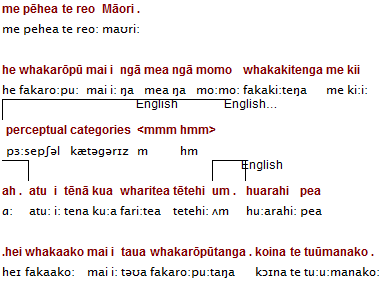 me pēhea te reo Māori .
me pehea te reo: maʊri:
he whakarōpū mai i ngā mea ngā momo whakakitenga me kii
he fakaro:pu: mai i: ŋa mea ŋa mo:mo: fakaki:teŋa me ki:i:
English English...
perceptual categories <mmm hmm>
pɜ:sepʃəl kætəgərɪz m hm
English
ah . atu i tēnā kua wharitea tētehi um . huarahi pea
ɑ: atu: i: tena ku:a fari:tea tetehi: ʌm hu:arahi: pea
.hei whakaako mai i taua whakarōpūtanga . koina te tuūmanako .
heɪ fakaako: mai i: təʊa fakaro:pu:taŋa kɔɪna te tu:u:manako: